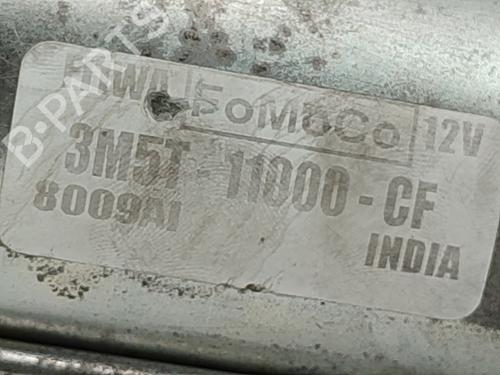 FoMoCo 12V
3M5T-11000-CF
8009AI
INDIA
B-PARTS